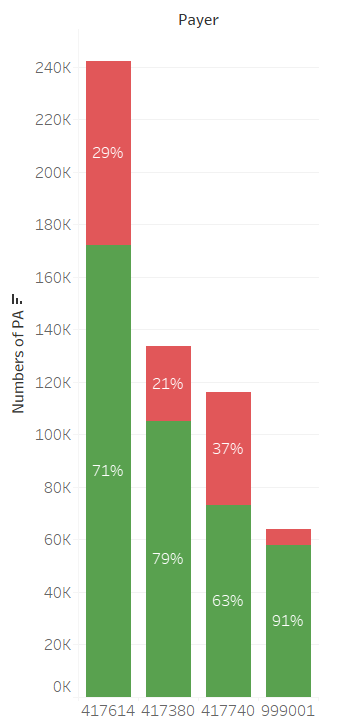 Payer
240K
220K
200K
180K
160K
140K
120K
100K
80K
60K
40K
20K
0K
Numbers of PA
29%
71%
21%
79%
37%
63%
91%
417614 417380 417740 999001